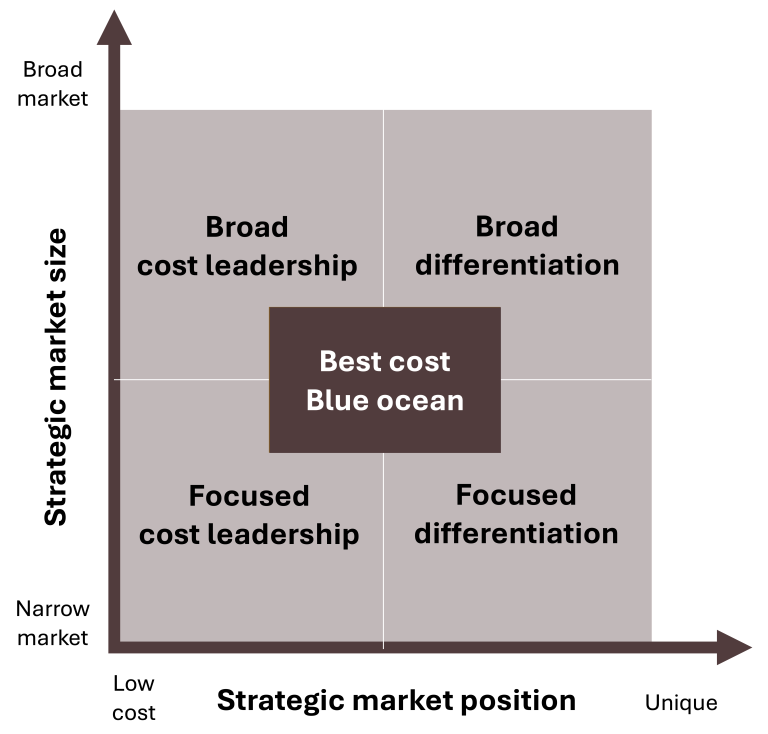 Broad
market
Strategic market size
Broad
cost leadership
Broad
differentiation
Best cost
Blue ocean
Focused
cost leadership
Focused
differentiation
Narrow
market
Low
cost
Strategic market position
Unique